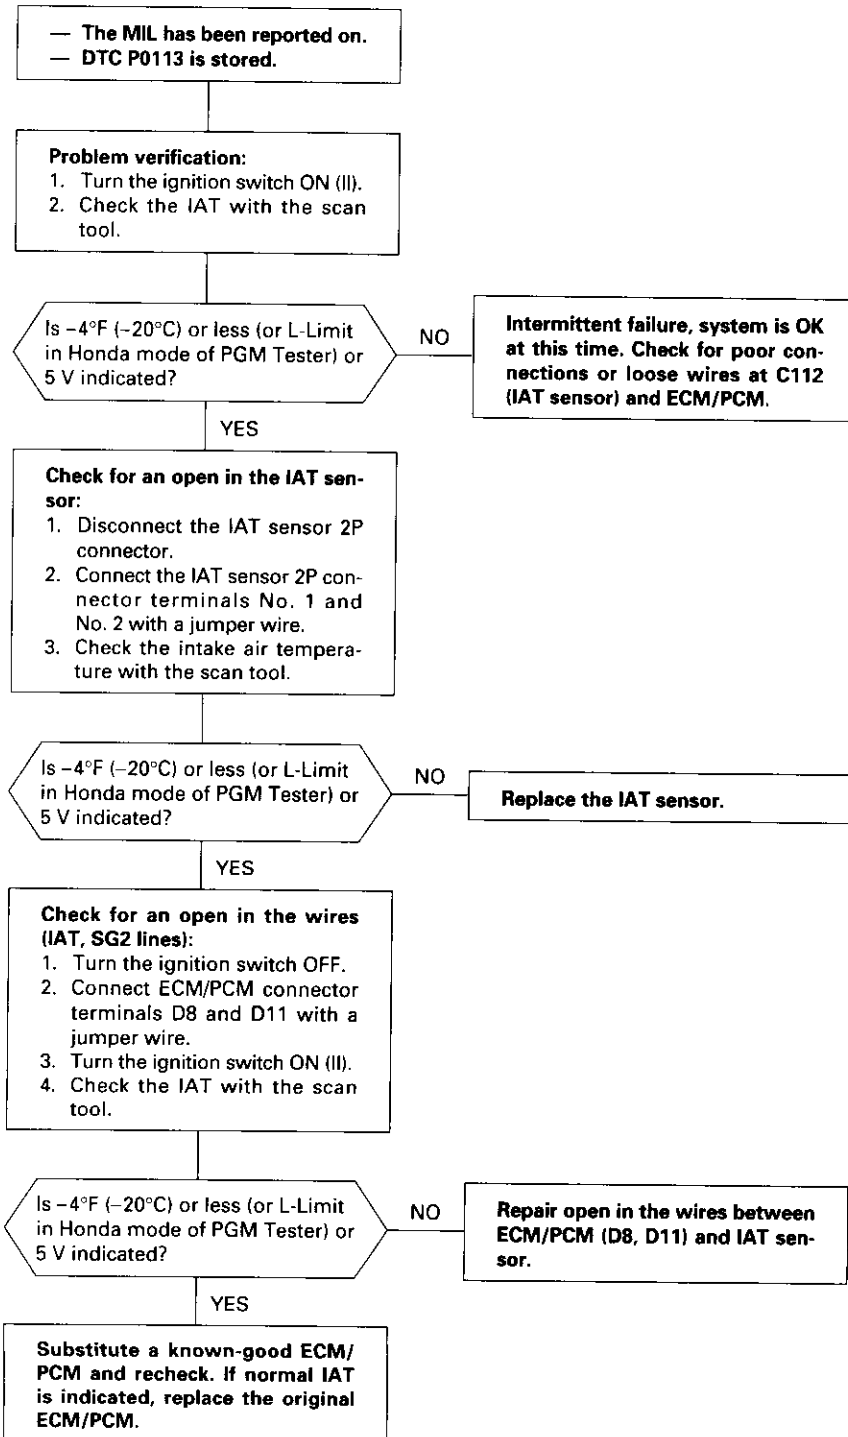 — The MIL has been reported on.
— DTC P0113 is stored.
Problem verification:
1. Turn the ignition switch ON (II).
2. Check the IAT with the scan
tool.
Is –4°F (–20°C) or less (or L-Limit
in Honda mode of PGM Tester) or
5 V indicated?
NO
Intermittent failure, system is OK
at this time. Check for poor con-
nections or loose wires at C112
(IAT sensor) and ECM/PCM.
YES
Check for an open in the IAT sen-
sor:
1. Disconnect the IAT sensor 2P
connector.
2. Connect the IAT sensor 2P con-
nector terminals No. 1 and
No. 2 with a jumper wire.
3. Check the intake air tempera-
ture with the scan tool.
Is –4°F (–20°C) or less (or L-Limit
in Honda mode of PGM Tester) or
5 V indicated?
NO
Replace the IAT sensor.
YES
Check for an open in the wires
(IAT, SG2 lines):
1. Turn the ignition switch OFF.
2. Connect ECM/PCM connector
terminals D8 and D11 with a
jumper wire.
3. Turn the ignition switch ON (II).
4. Check the IAT with the scan
tool.
Is –4°F (–20°C) or less (or L-Limit
in Honda mode of PGM Tester) or
5 V indicated?
NO
Repair open in the wires between
ECM/PCM (D8, D11) and IAT sen-
sor.
YES
Substitute a known-good ECM/
PCM and recheck. If normal IAT
is indicated, replace the original
ECM/PCM.